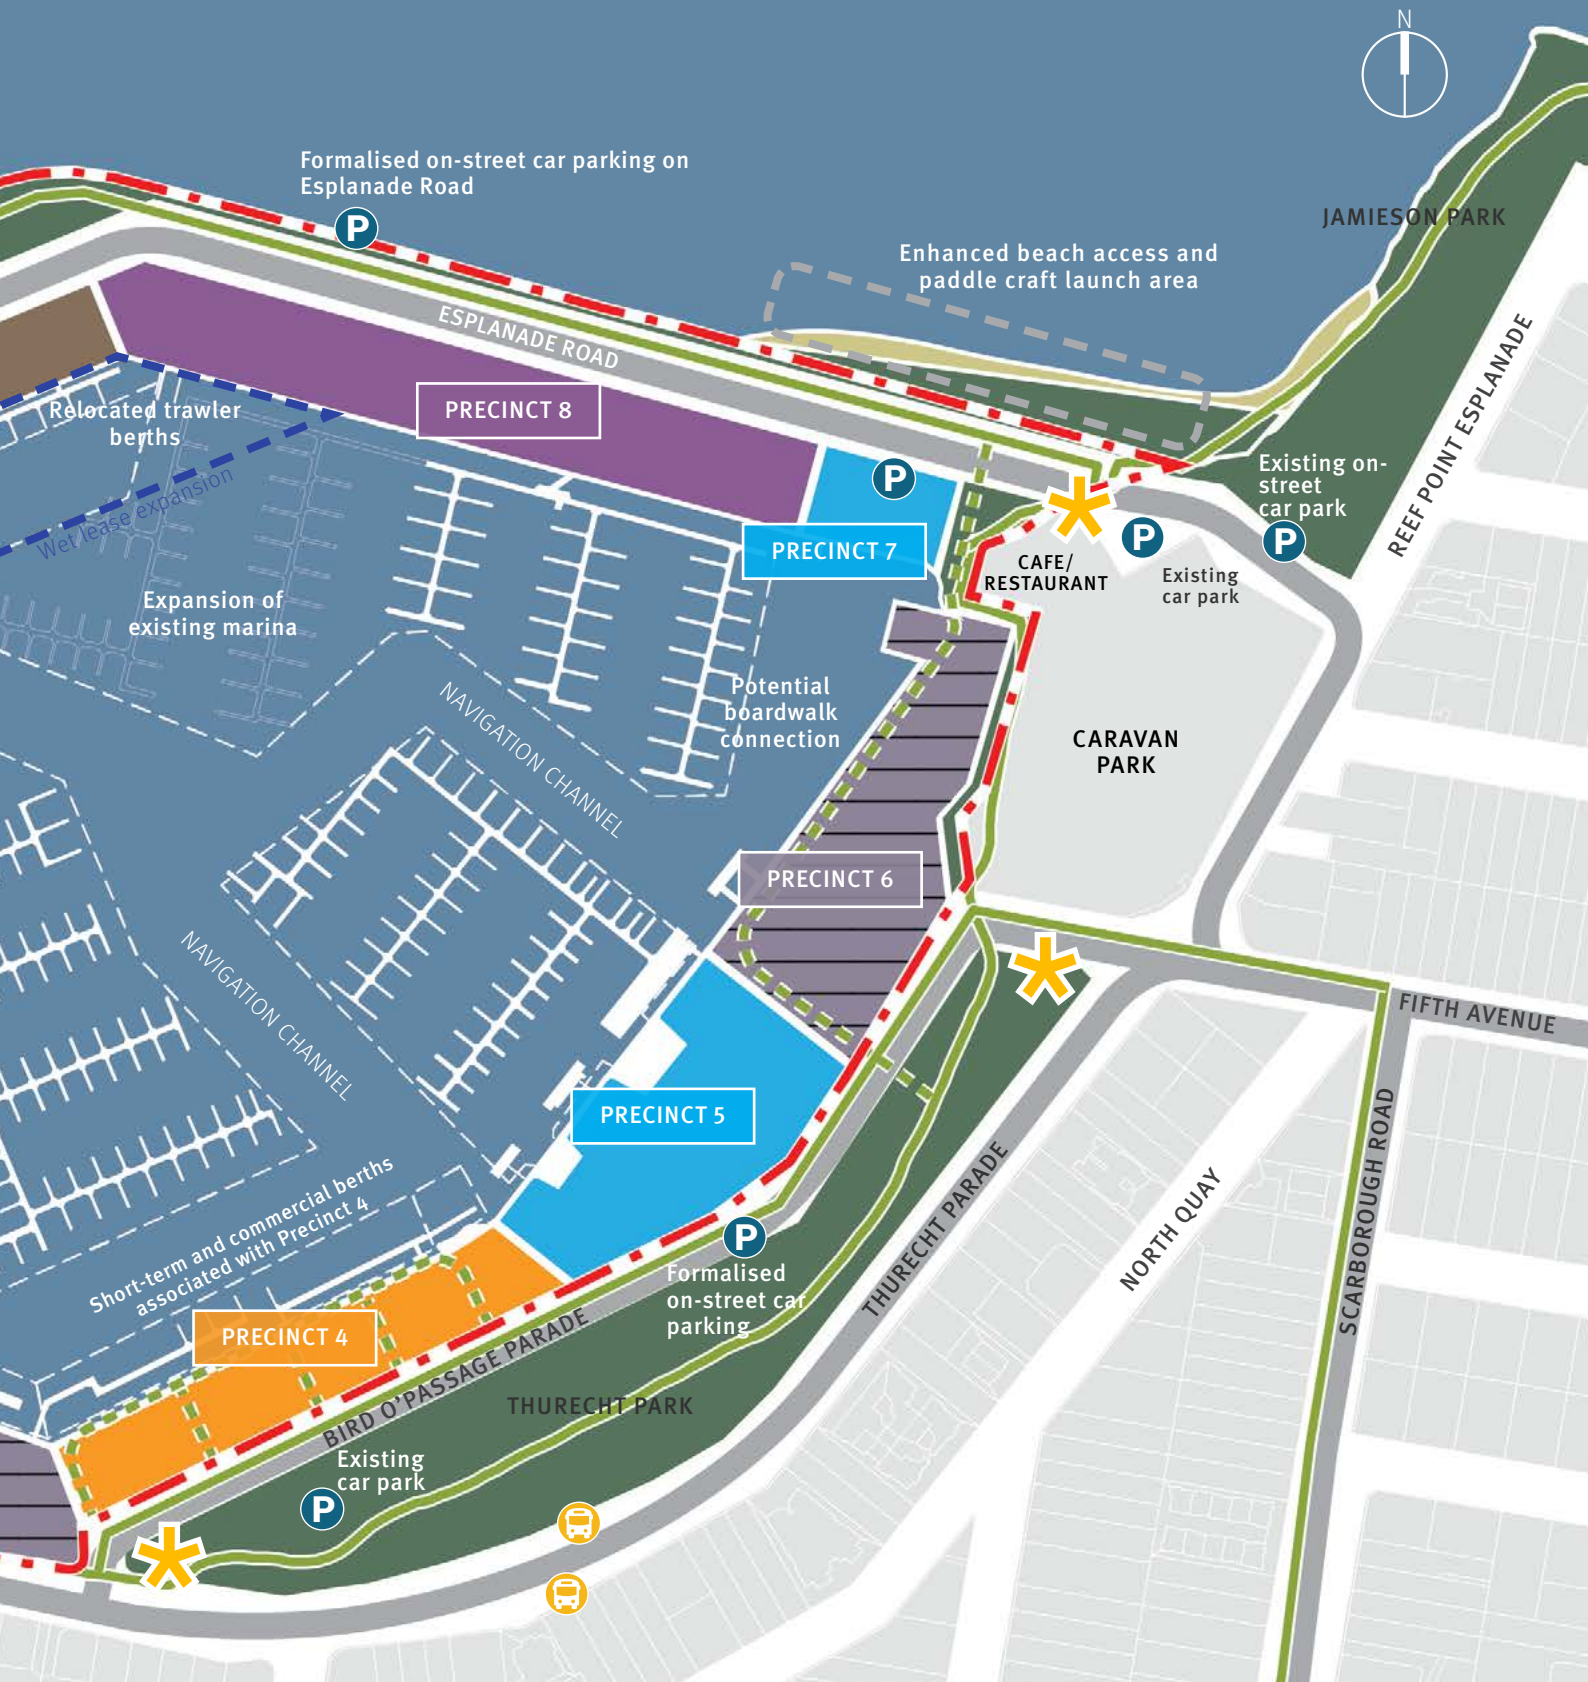 N
Formalised on-street car parking on
Esplanade Road
P
JAMIESON PARK
Enhanced beach access and
paddle craft launch area
ESPLANADE ROAD
REEF POINT ESPLANADE
PRECINCT 8
Relocated trawler
berths
Wet lease expansion
P
Existing on-
street
car park
P
P
PRECINCT 7
CAFE/
RESTAURANT
Existing
car park
Expansion of
existing marina
NAVIGATION CHANNEL
Potential
boardwalk
connection
CARAVAN
PARK
PRECINCT 6
NAVIGATION CHANNEL
FIFTH AVENUE
PRECINCT 5
SCARBOROUGH ROAD
THURECHT PARADE
NORTH QUAY
Short-term and commercial berths
associated with Precinct 4
P
Formalised
on-street car
parking
PRECINCT 4
BIRD O'PASSAGE PARADE
THURECHT PARK
Existing
car park
P